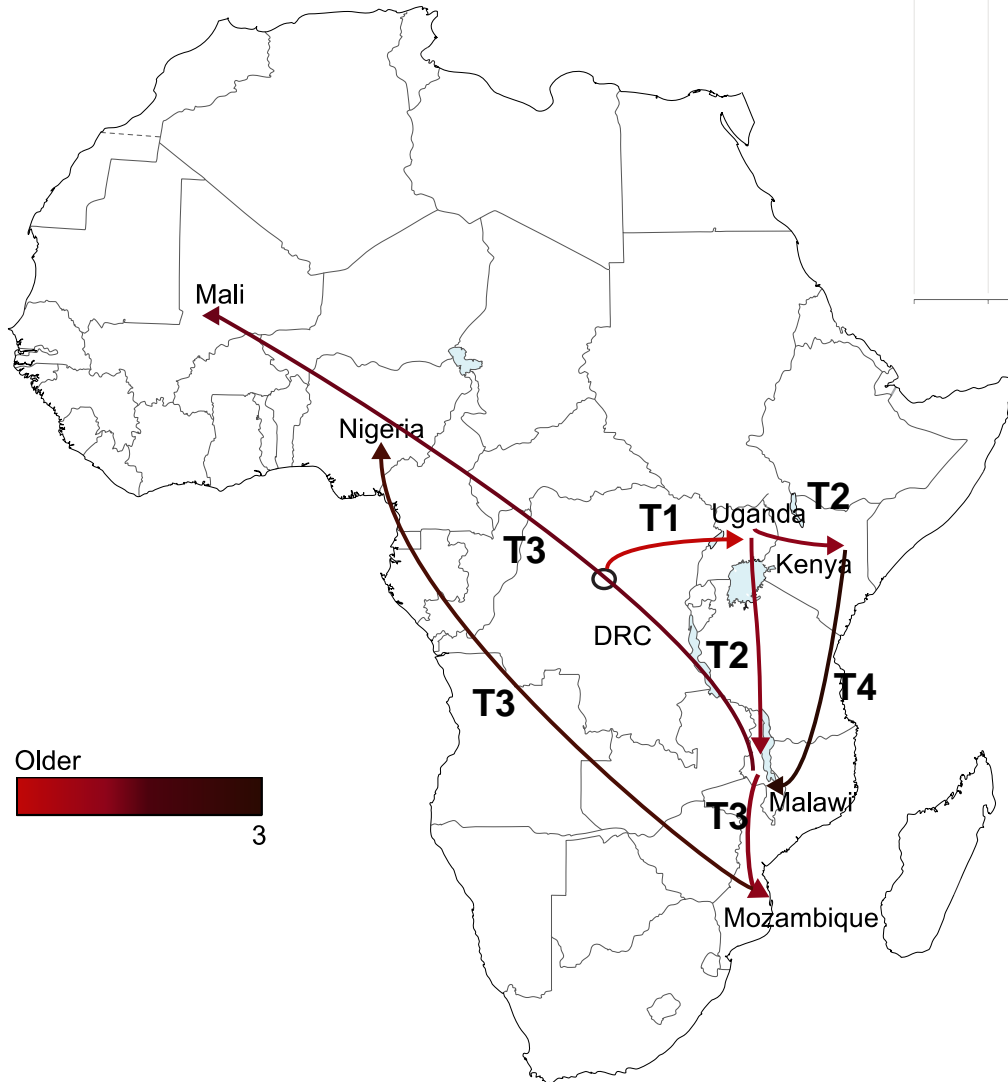 Mali
Nigeria
T1
Uganda
T2
T3
Kenya
DRC
T2
T4
T3
Older
3
Malawi
T3
Mozambique